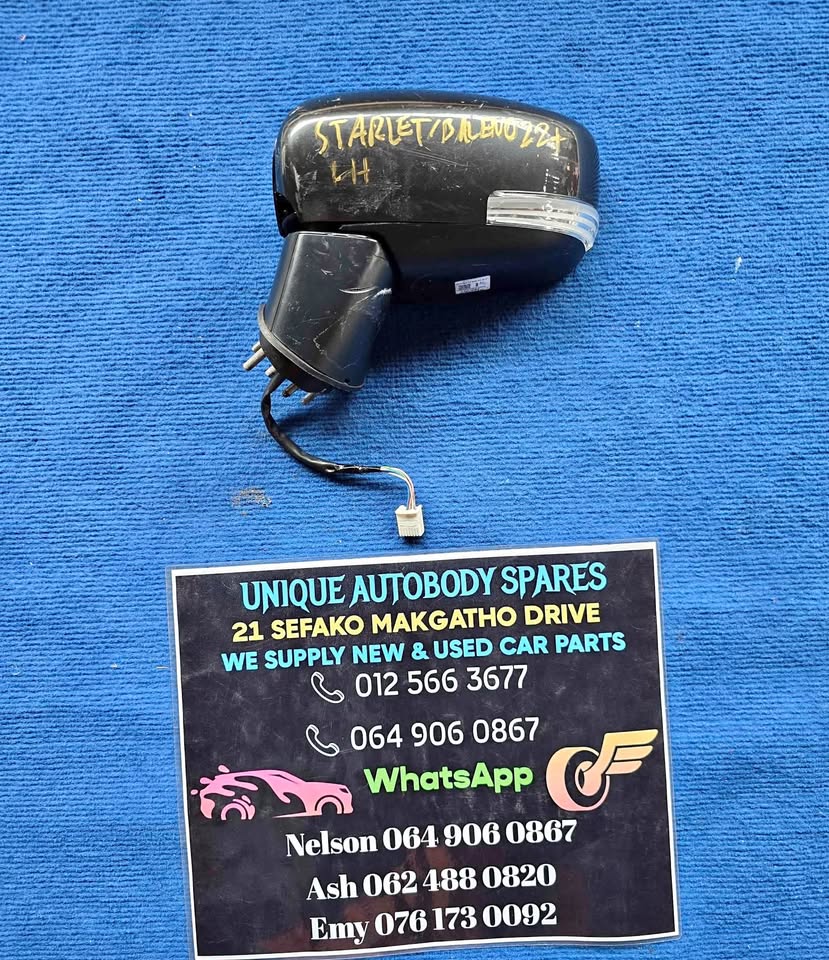 STARLET/BALENO 22+
LH
UNIQUE AUTOBODY SPARES
21 SEFAKO MAKGATHO DRIVE
WE SUPPLY NEW & USED CAR PARTS
012 566 3677
064 906 0867
WhatsApp
Nelson 064 906 0867
Ash 062 488 0820
Emy 076 173 0092